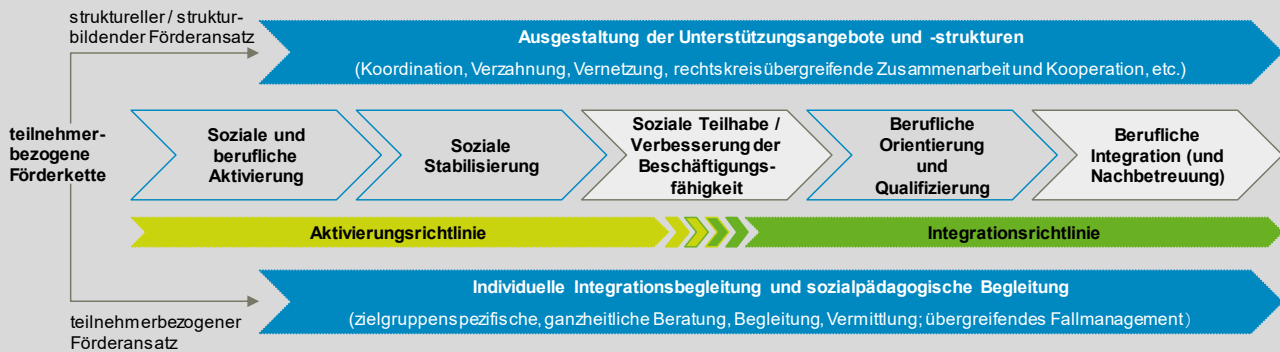 struktureller / struktur-
bildender Förderansatz
Ausgestaltung der Unterstützungsangebote und -strukturen
(Koordination, Verzahnung, Vernetzung, rechtskreisübergreifende Zusammenarbeit und Kooperation, etc.)
teilnehmer-
bezogene
Förderkette
Soziale und
berufliche
Aktivierung
Soziale
Stabilisierung
Soziale Teilhabe /
Verbesserung der
Beschäftigungs-
fähigkeit
Berufliche
Orientierung
und
Qualifizierung
Berufliche
Integration (und
Nachbetreuung)
Aktivierungsrichtlinie
Integrationsrichtlinie
Individuelle Integrationsbegleitung und sozialpädagogische Begleitung
(zielgruppenspezifische, ganzheitliche Beratung, Begleitung, Vermittlung; übergreifendes Fallmanagement)
teilnehmerbezogener
Förderansatz